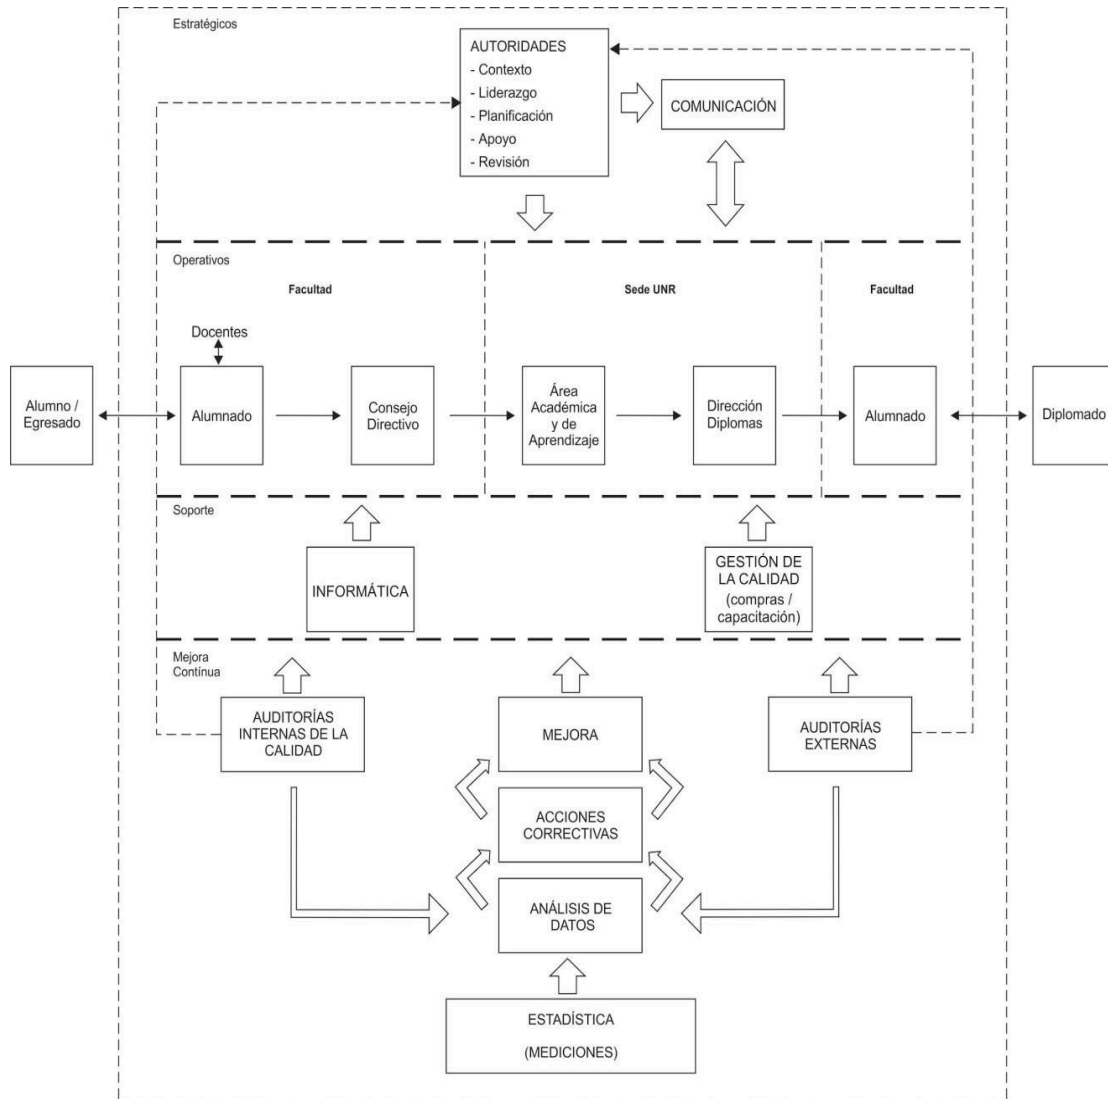 Estratégicos
AUTORIDADES
- Contexto
- Liderazgo
- Planificación
- Apoyo
- Revisión
COMUNICACIÓN
Operativos
Facultad
Sede UNR
Facultad
Docentes
Alumno /
Egresado
Alumnado
Consejo
Directivo
Área
Académica
y de
Aprendizaje
Dirección
Diplomas
Alumnado
Diplomado
Soporte
INFORMÁTICA
GESTIÓN DE
LA CALIDAD
(compras /
capacitación)
Mejora
Contínua
AUDITORÍAS
INTERNAS DE LA
CALIDAD
MEJORA
AUDITORÍAS
EXTERNAS
ACCIONES
CORRECTIVAS
ANÁLISIS DE
DATOS
ESTADÍSTICA
(MEDICIONES)